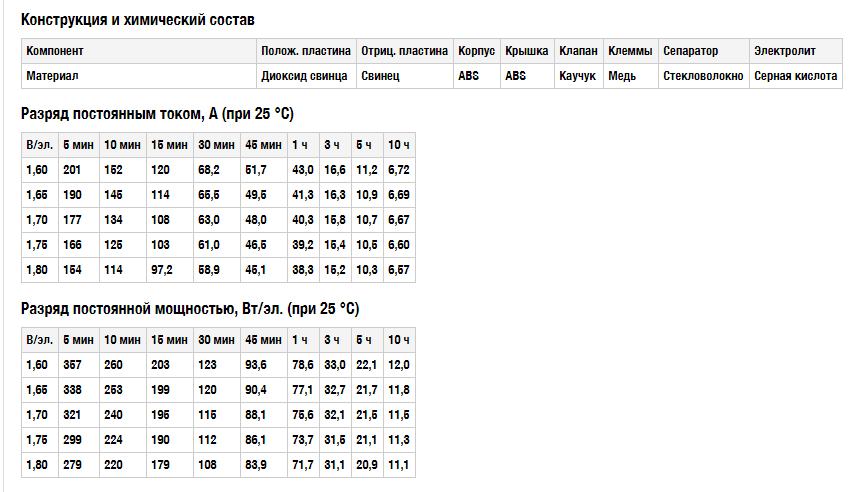 Конструкция и химический состав
Компонент Полож. пластина Отриц. пластина Корпус Крышка Клапан Клеммы Сепаратор Электролит
Материал Диоксид свинца Свинец ABS ABS Каучук Медь Стекловолокно Серная кислота
Разряд постоянным током, А (при 25 °C)
В/эл. 5 мин 10 мин 15 мин 30 мин 45 мин 1 ч 3 ч 5 ч 10 ч
1,60 201 152 120 68,2 51,7 43,0 16,6 11,2 6,72
1,65 190 145 114 65,5 49,5 41,3 16,3 10,9 6,69
1,70 177 134 108 63,0 48,0 40,3 15,8 10,7 6,67
1,75 166 125 103 61,0 46,5 39,2 15,4 10,5 6,60
1,80 154 114 97,2 58,9 45,1 38,3 15,2 10,3 6,57
Разряд постоянной мощностью, Вт/эл. (при 25 °C)
В/эл. 5 мин 10 мин 15 мин 30 мин 45 мин 1 ч 3 ч 5 ч 10 ч
1,60 357 260 203 123 93,6 78,6 33,0 22,1 12,0
1,65 338 253 199 120 90,4 77,1 32,7 21,7 11,8
1,70 321 240 195 115 88,1 75,6 32,1 21,5 11,5
1,75 299 224 190 112 86,1 73,7 31,5 21,1 11,3
1,80 279 220 179 108 83,9 71,7 31,1 20,9 11,1